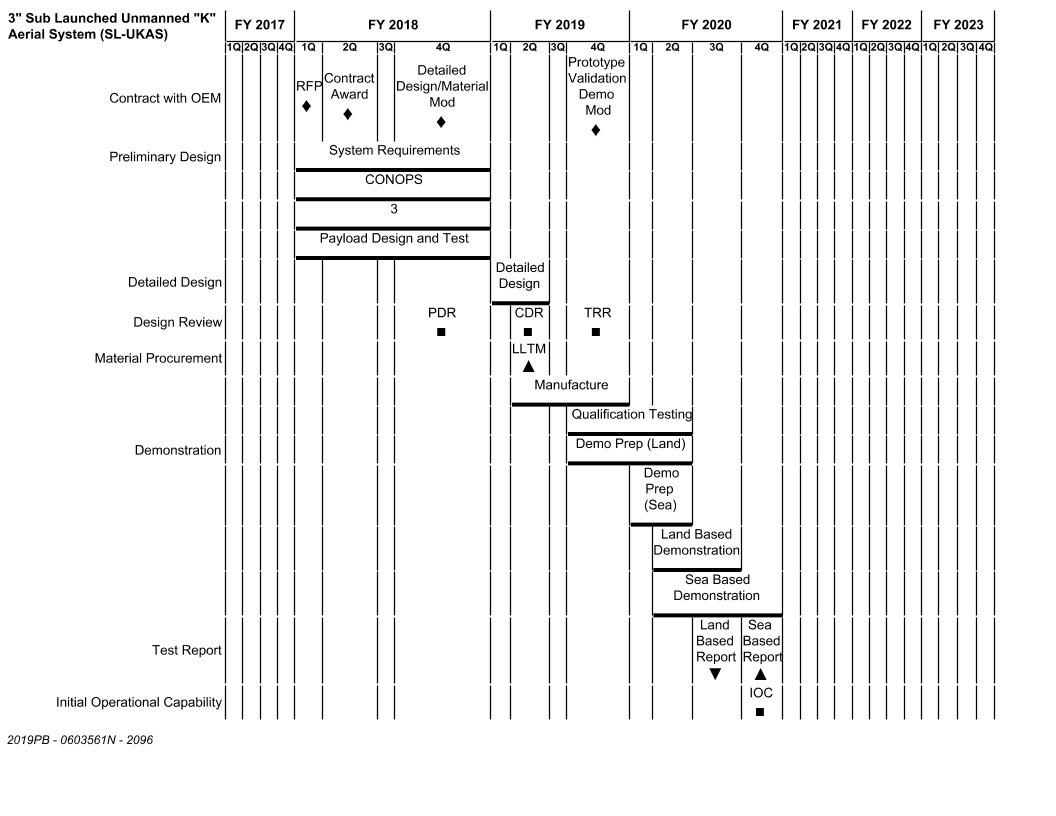 3" Sub Launched Unmanned "K"
Aerial System (SL-UKAS)
FY 2017 FY 2018 FY 2019 FY 2020 FY 2021 FY 2022 FY 2023
1Q 2Q 3Q 4Q 1Q 2Q 3Q 4Q 1Q 2Q 3Q 4Q 1Q 2Q 3Q 4Q 1Q 2Q 3Q 4Q 1Q 2Q 3Q 4Q 1Q 2Q 3Q 4Q
Contract with OEM
RFP
Contract
Award
Detailed
Design/Material
Mod
Prototype
Validation
Demo
Mod
Preliminary Design
System Requirements
CONOPS
3
Payload Design and Test
Detailed Design
Detailed
Design
Design Review
PDR CDR TRR
Material Procurement
LLTM
Manufacture
Qualification Testing
Demonstration
Demo Prep (Land)
Demo
Prep
(Sea)
Land Based
Demonstration
Sea Based
Demonstration
Test Report
Land
Based
Report
Sea
Based
Report
Initial Operational Capability
IOC
2019PB - 0603561N - 2096